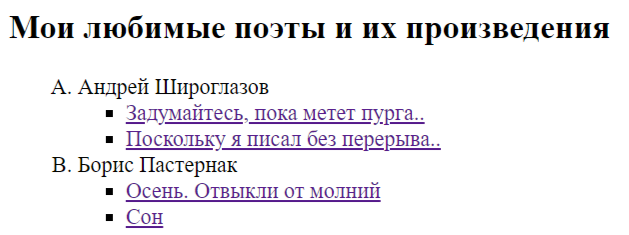 Мои любимые поэты и их произведения
A. Андрей Широглазов
Задумайтесь, пока метет пурга..
Поскольку я писал без перерыва..
B. Борис Пастернак
Осень. Отвыкли от молний
Сон